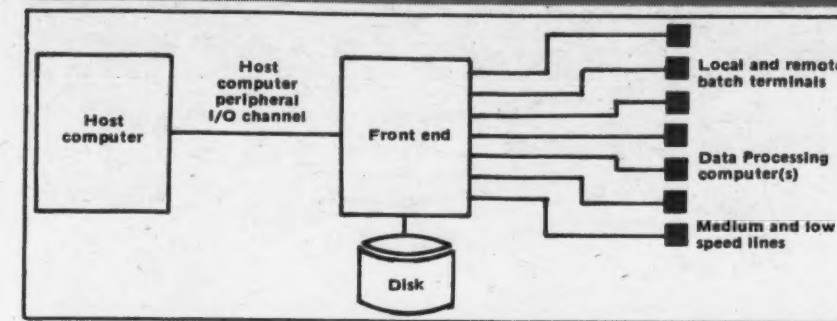 Host
computer
Host
computer
peripheral
I/O channel
Front end
Disk
Local and remote
batch terminals
Data Processing
computer(s)
Medium and low
speed lines